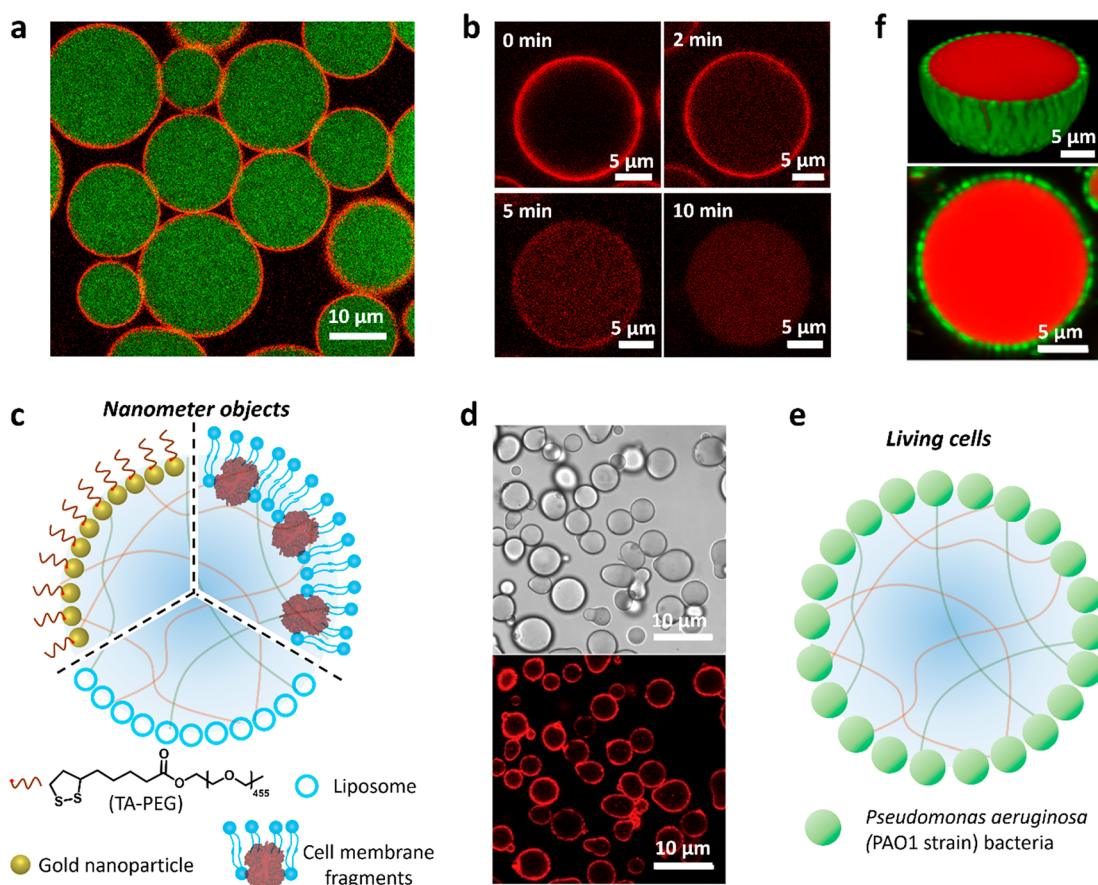 a
10 μm
b
0 min
5 μm
2 min
5 μm
5 min
5 μm
10 min
5 μm
f
5 μm
5 μm
c
Nanometer objects
O
O
O
455
S-S
(TA-PEG)
Liposome
Gold nanoparticle
Cell membrane
fragments
d
10 μm
10 μm
e
Living cells
Pseudomonas aeruginosa
(PAO1 strain) bacteria